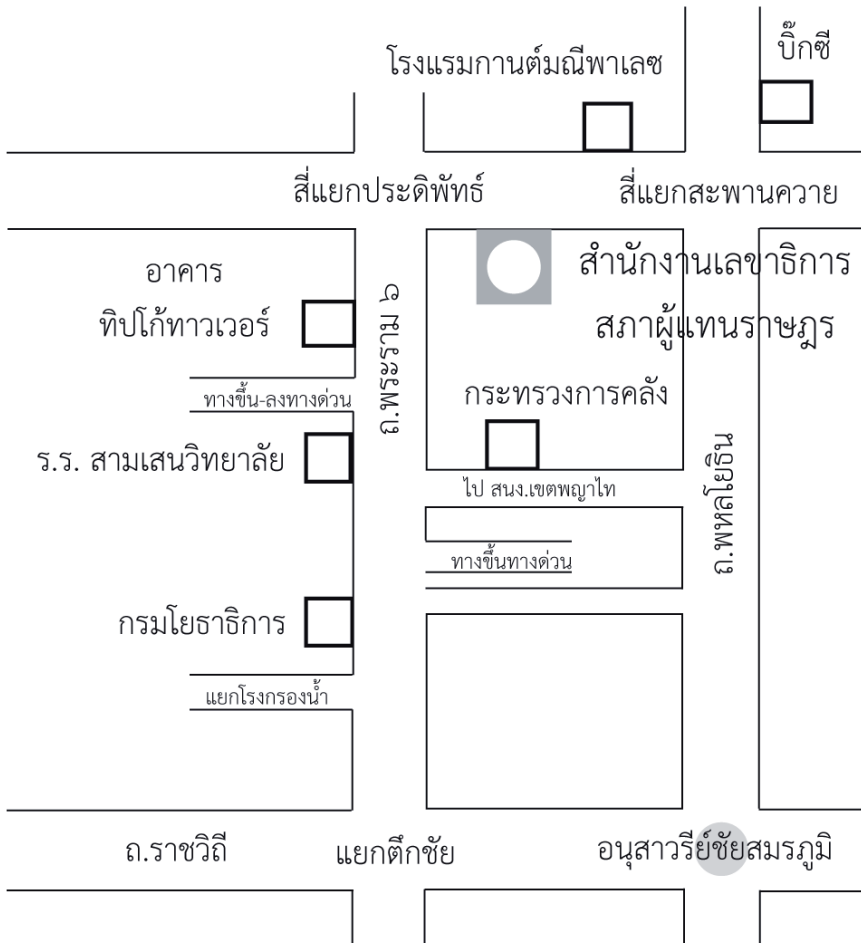 โรงแรมกานต์มณีพาเลซ
บิ๊กซี
สี่แยกประดิพัทธ์
สี่แยกสะพานควาย
อาคาร
ทิปโก้ทาวเวอร์
ถ.พระราม ๖
สำนักงานเลขาธิการ
สภาผู้แทนราษฎร
ทางขึ้น-ลงทางด่วน
กระทรวงการคลัง
ร.ร. สามเสนวิทยาลัย
ไป สนง.เขตพญาไท
ถ.พหลโยธิน
ทางขึ้นทางด่วน
กรมโยธาธิการ
แยกโรงกรองน้ำ
ถ.ราชวิถี
แยกตึกชัย
อนุสาวรีย์ชัยสมรภูมิ